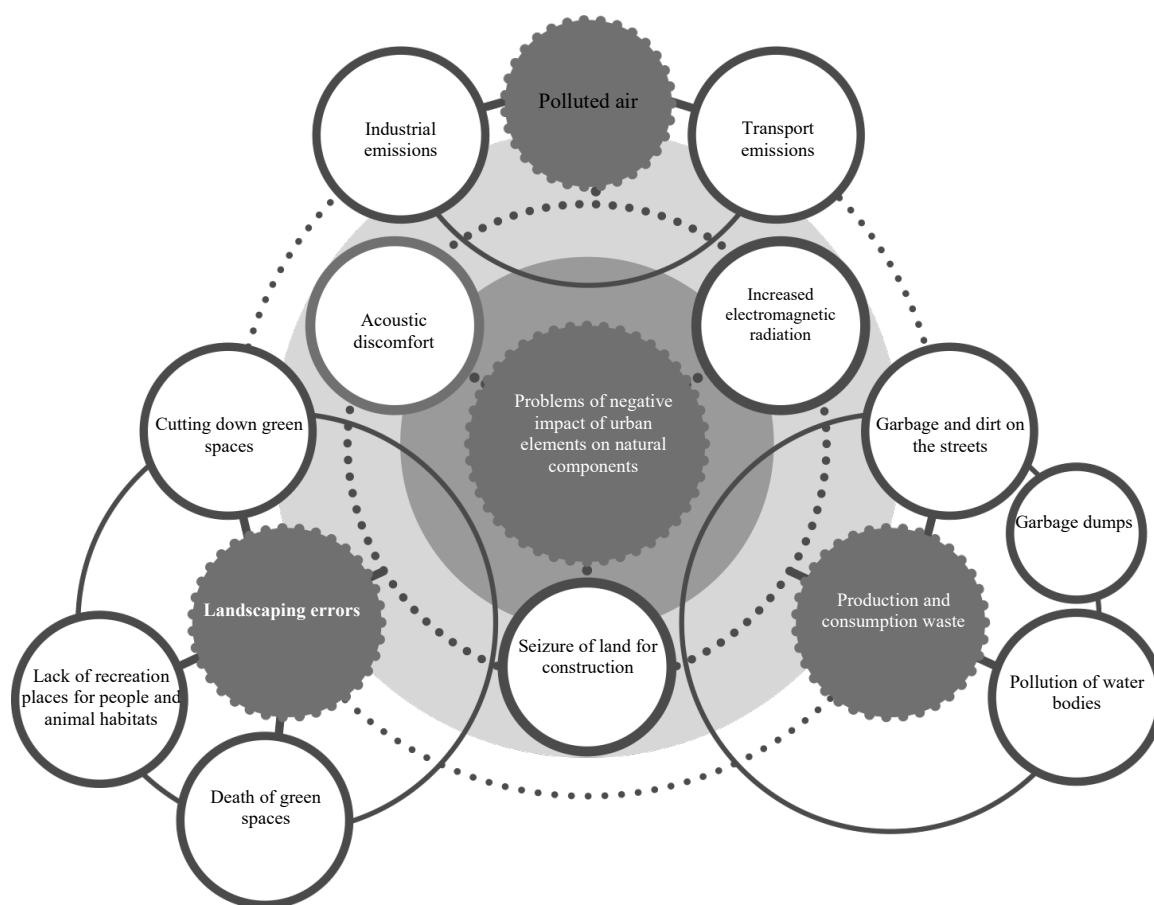 Polluted air
Industrial
emissions
Transport
emissions
Acoustic
discomfort
Increased
electromagnetic
radiation
Problems of negative
impact of urban
elements on natural
components
Cutting down green
spaces
Garbage and dirt on
the streets
Garbage dumps
Landscaping errors
Production and
consumption waste
Seizure of land for
construction
Lack of recreation
places for people and
animal habitats
Pollution of water
bodies
Death of green
spaces